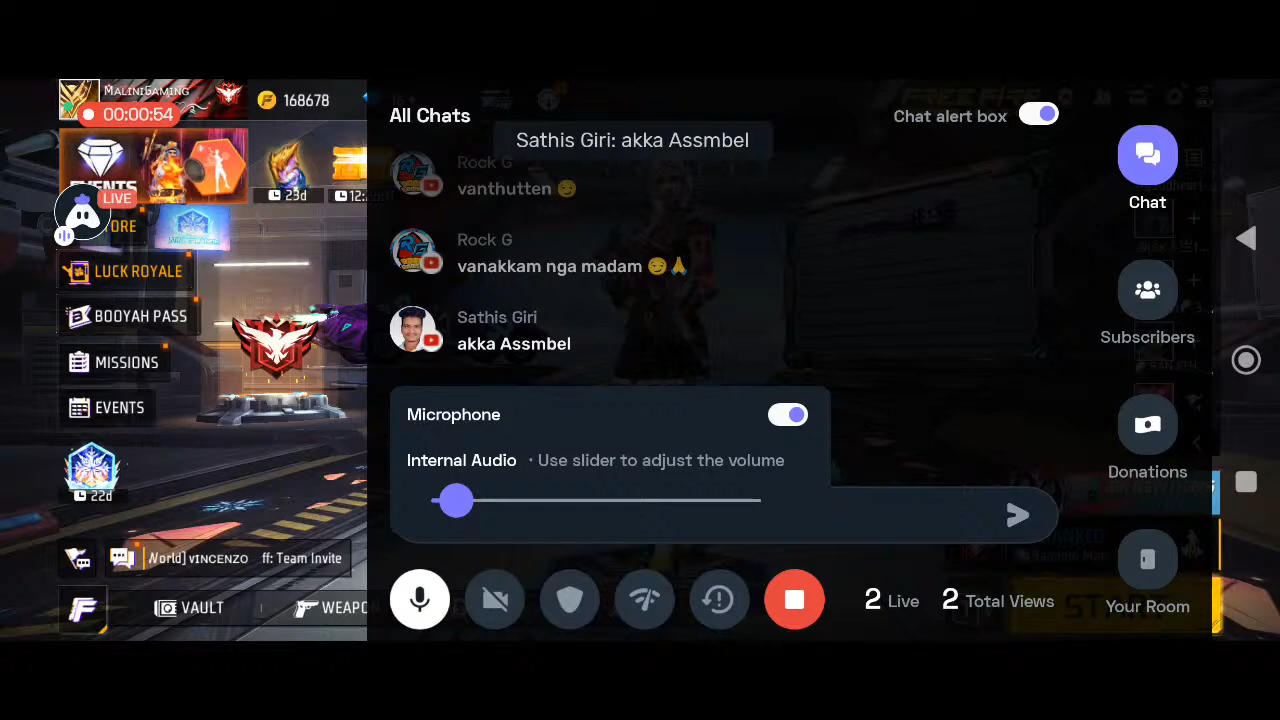 MALINIGAMING
168678
00:00:54
EVENTS
23d
LIVE
LUCK ROYALE
BOOYAH PASS
MISSIONS
EVENTS
22d
ff: Team Invite
VAULT
All Chats
Chat alert box
Sathis Giri: akka Assmbel
Rock G
vanthutten 😏
Rock G
vanakkam nga madam 😏🙏
Sathis Giri
akka Assmbel
Microphone
Internal Audio · Use slider to adjust the volume
2 Live 2 Total Views
Chat
Subscribers
Donations
Your Room
START